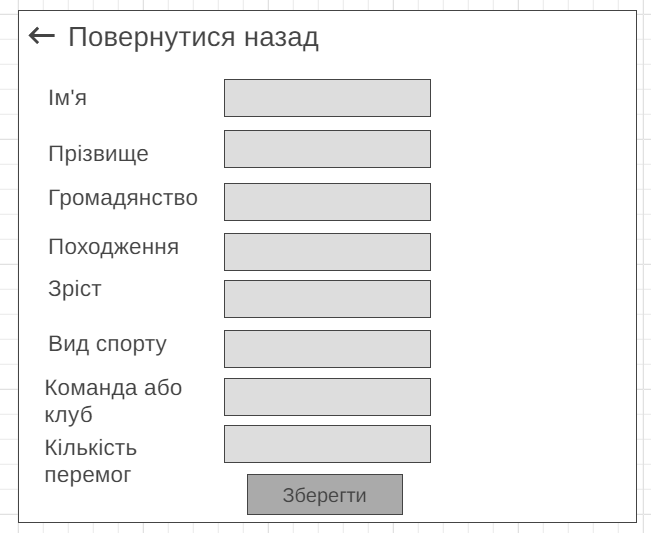 Повернутися назад
Ім'я
Прізвище
Громадянство
Походження
Зріст
Вид спорту
Команда або
клуб
Кількість
перемог
Зберегти